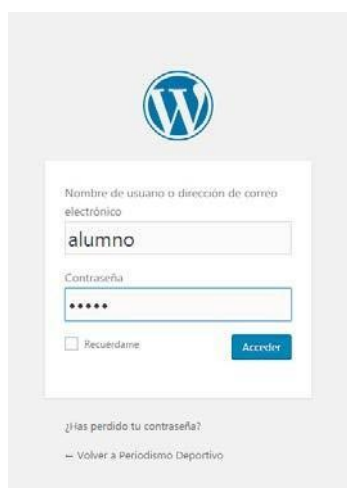 Nombre de usuario o dirección de correo
electrónico
alumno
Contraseña
•••••
Recuérdame
Acceder
¿Has perdido tu contraseña?
← Volver a Periodismo Deportivo